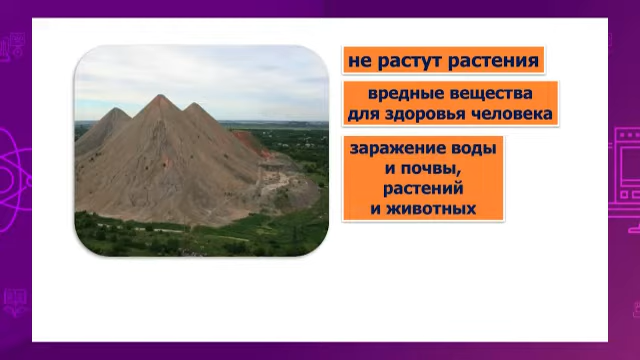 не растут растения
вредные вещества
для здоровья человека
заражение воды
и почвы,
растений
и животных